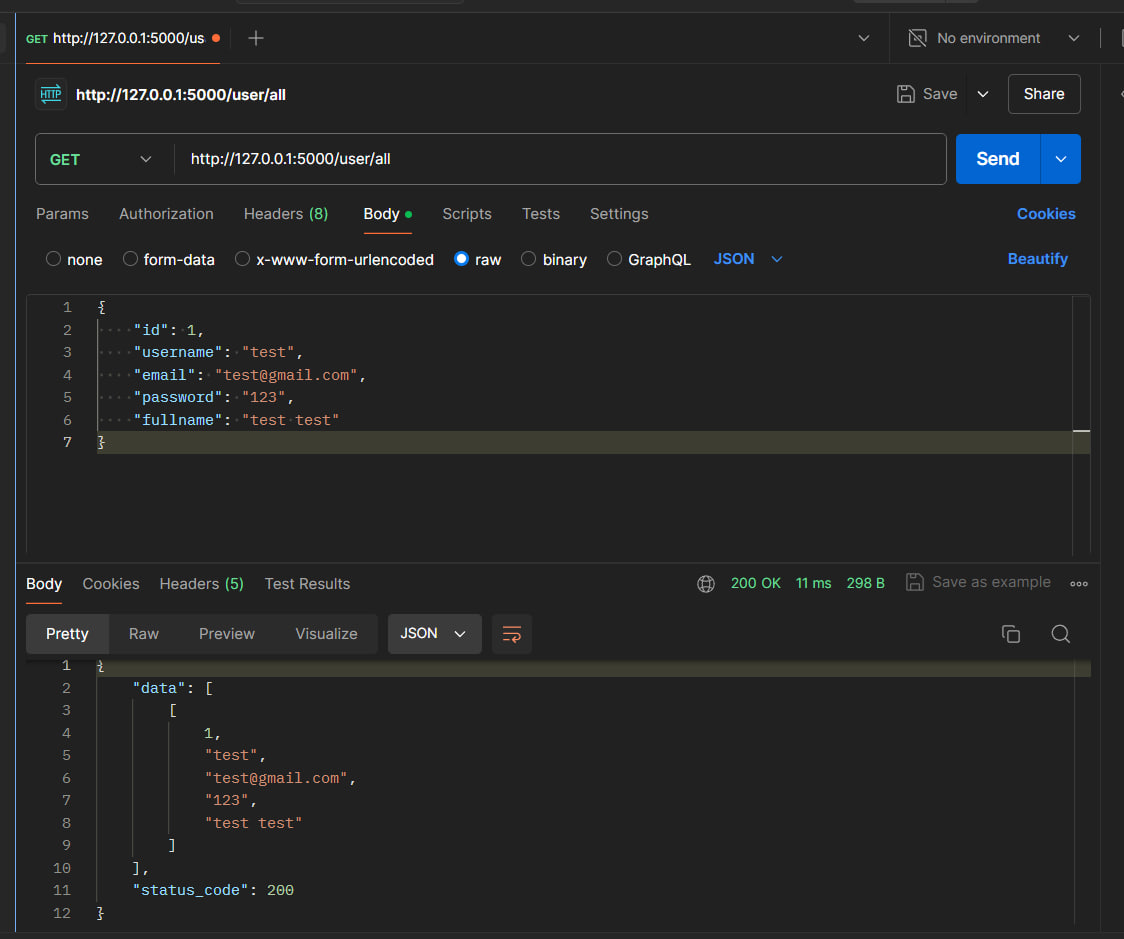 GET http://127.0.0.1:5000/us
No environment
HTTP http://127.0.0.1:5000/user/all
Save
Share
GET
http://127.0.0.1:5000/user/all
Send
Params Authorization Headers (8) Body Scripts Tests Settings Cookies
none form-data x-www-form-urlencoded raw binary GraphQL JSON Beautify
1 {
2 "id": 1,
3 "username": "test",
4 "email": "test@gmail.com",
5 "password": "123",
6 "fullname": "test test"
7 }
Body Cookies Headers (5) Test Results 200 OK 11 ms 298 B Save as example
Pretty Raw Preview Visualize JSON
1 {
2 "data": [
3 [
4 1,
5 "test",
6 "test@gmail.com",
7 "123",
8 "test test"
9 ]
10 ],
11 "status_code": 200
12 }